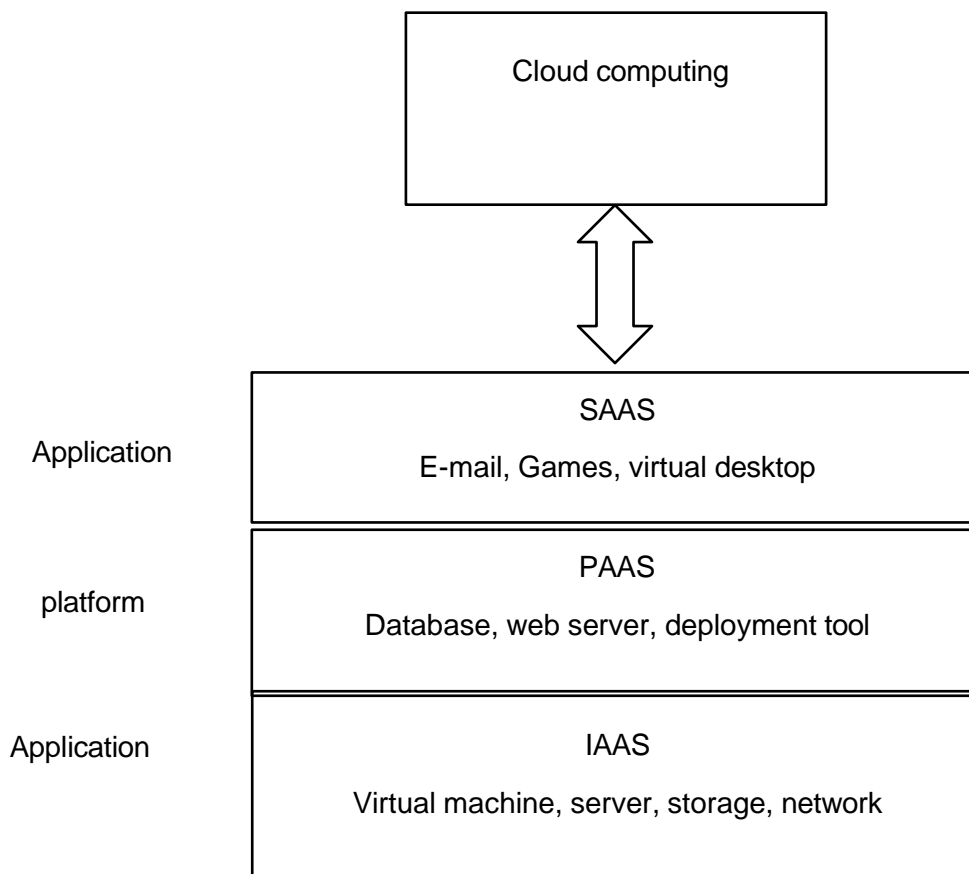 Cloud computing
SAAS
Application
E-mail, Games, virtual desktop
PAAS
platform
Database, web server, deployment tool
Application
IAAS
Virtual machine, server, storage, network